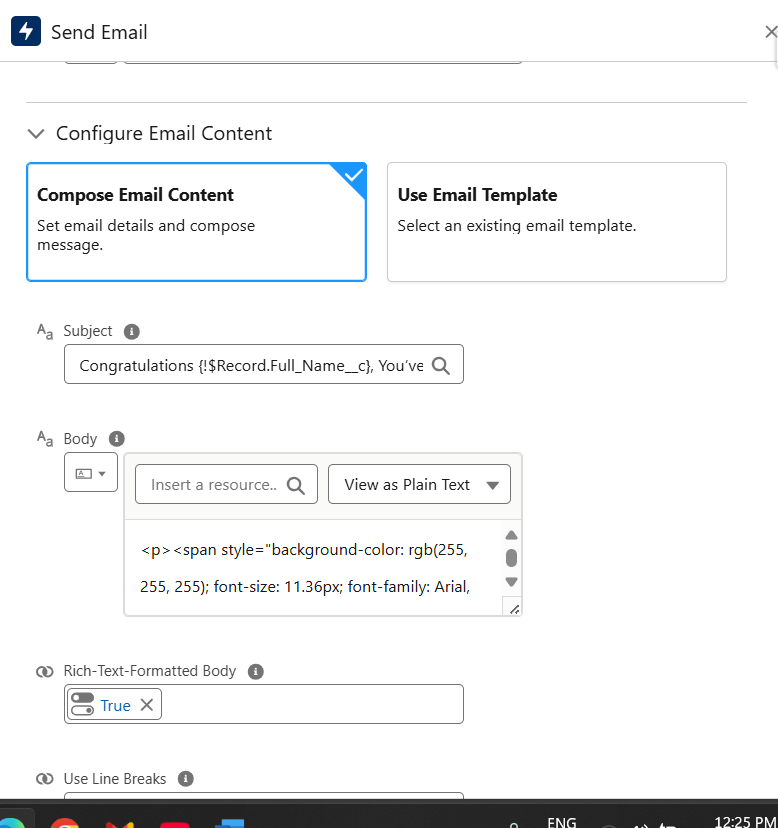 Send Email
Configure Email Content
Compose Email Content
Set email details and compose
message.
Use Email Template
Select an existing email template.
Aa Subject
Congratulations {!$Record.Full_Name__c}, You’ve
Aa Body
A
Insert a resource..
View as Plain Text
<p><span style="background-color: rgb(255,
255, 255); font-size: 11.36px; font-family: Arial,
Rich-Text-Formatted Body
True
Use Line Breaks
ENG
12:25 PM